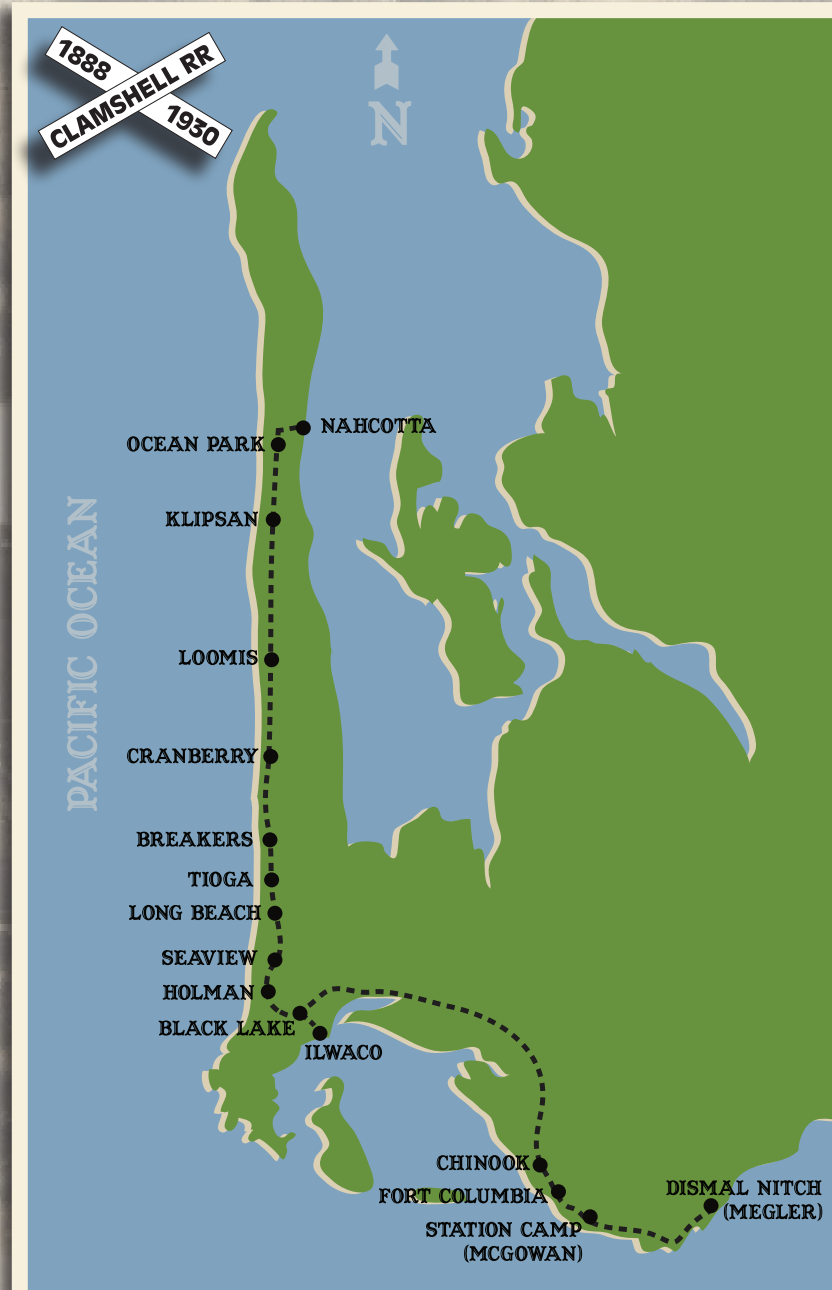 1888
CLAMSHELL RR
1930
N
NAHCOTTA
OCEAN PARK
KLIPSAN
PACIFIC OCEAN
LOOMIS
CRANBERRY
BREAKERS
TIOGA
LONG BEACH
SEAVIEW
HOLMAN
BLACK LAKE
ILWACO
CHINOOK
FORT COLUMBIA
DISMAL NITCH
(MEGLER)
STATION CAMP
(MCGOWAN)